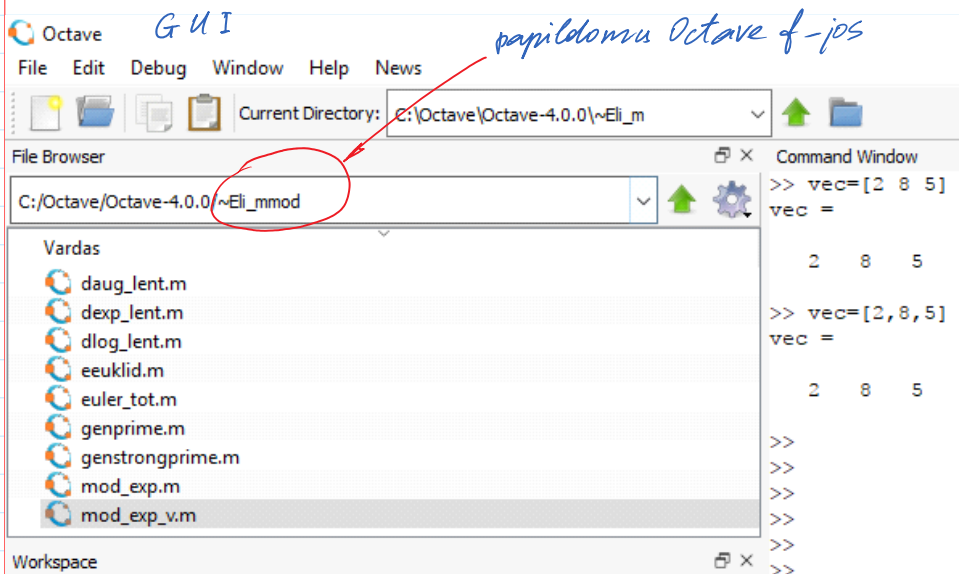 Octave GUI papildomu Octave f-jos
File Edit Debug Window Help News
Current Directory: C:\Octave\Octave-4.0.0\~Eli_m
File Browser
C:/Octave/Octave-4.0.0/~Eli_mmod
Vardas
daug_lent.m
dexp_lent.m
dlog_lent.m
eeuklid.m
euler_tot.m
genprime.m
genstrongprime.m
mod_exp.m
mod_exp_v.m
Workspace
Command Window
>> vec=[2 8 5]
vec =
2 8 5
>> vec=[2,8,5]
vec =
2 8 5
>>
>>
>>
>>
>>
>>